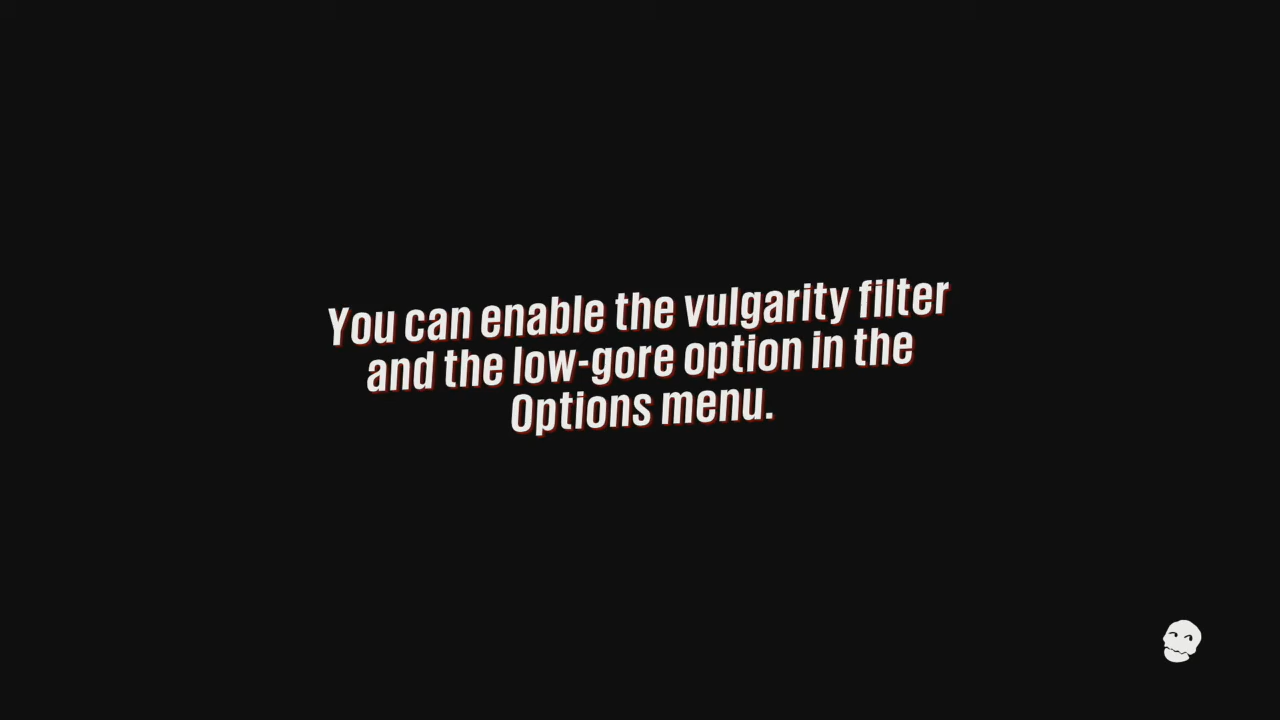 You can enable the vulgarity filter
and the low-gore option in the
Options menu.